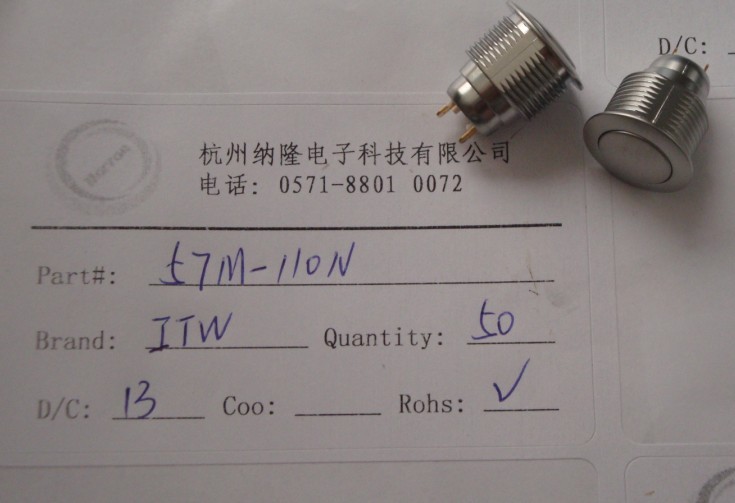 D/C:
杭州纳隆电子科技有限公司
电话: 0571-8801 0072
Part#: 57M-110N
Brand: ITW Quantity: 50
D/C: 13 Coo: Rohs: √